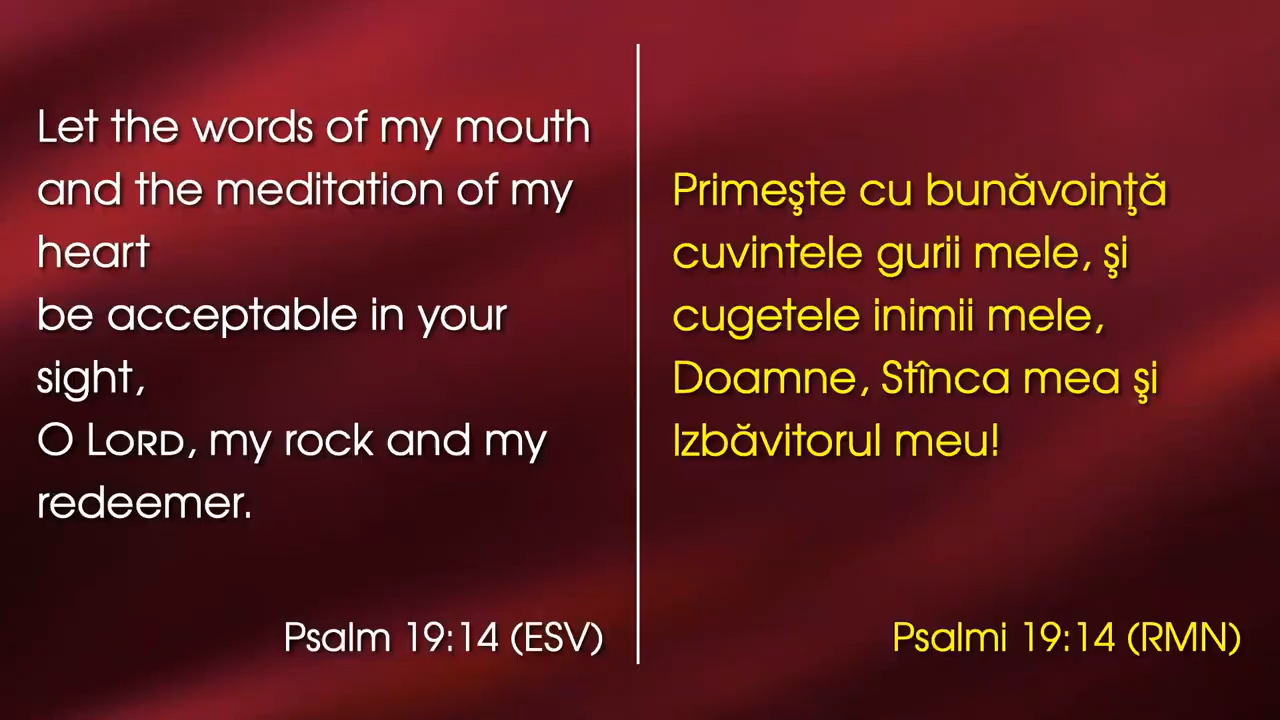 Let the words of my mouth
and the meditation of my
heart
be acceptable in your
sight,
O LORD, my rock and my
redeemer.
Psalm 19:14 (ESV)
Primeşte cu bunăvoinţă
cuvintele gurii mele, şi
cugetele inimii mele,
Doamne, Stînca mea şi
Izbăvitorul meu!
Psalmi 19:14 (RMN)